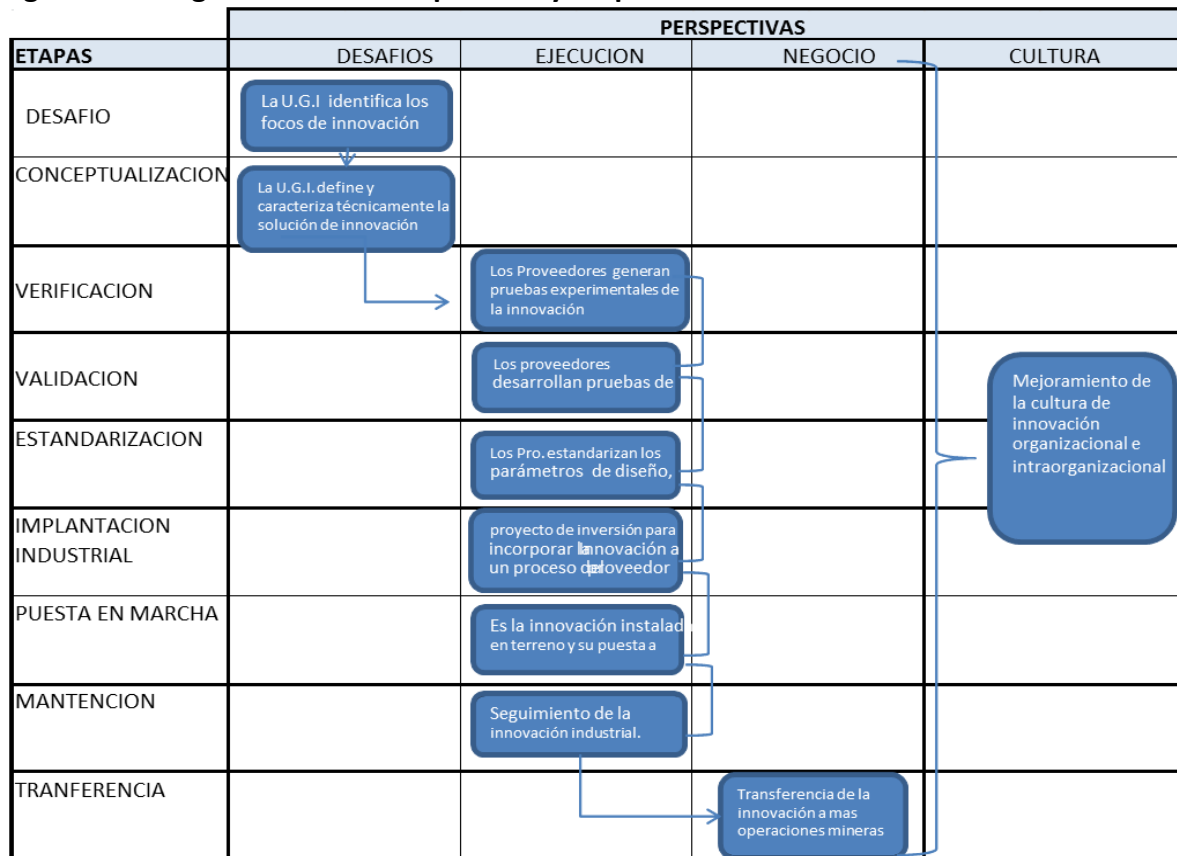 PERSPECTIVAS
ETAPAS DESAFIOS EJECUCION NEGOCIO CULTURA
DESAFIO
La U.G.I identifica los
focos de innovación
CONCEPTUALIZACION
La U.G.I. define y
caracteriza técnicamente la
solución de innovación
VERIFICACION
Los Proveedores generan
pruebas experimentales de
la innovación
VALIDACION
Los proveedores
desarrollan pruebas de
Mejoramiento de
la cultura de
innovación
organizacional e
intraorganizacional
ESTANDARIZACION
Los Pro. estandarizan los
parámetros de diseño,
IMPLANTACION
INDUSTRIAL
proyecto de inversión para
incorporar innovación a
un proceso
PUESTA EN MARCHA
Es la innovación instalad
en terreno y su puesta a
MANTENCION
Seguimiento de la
innovación industrial.
TRANFERENCIA
Transferencia de la
innovación a mas
operaciones mineras